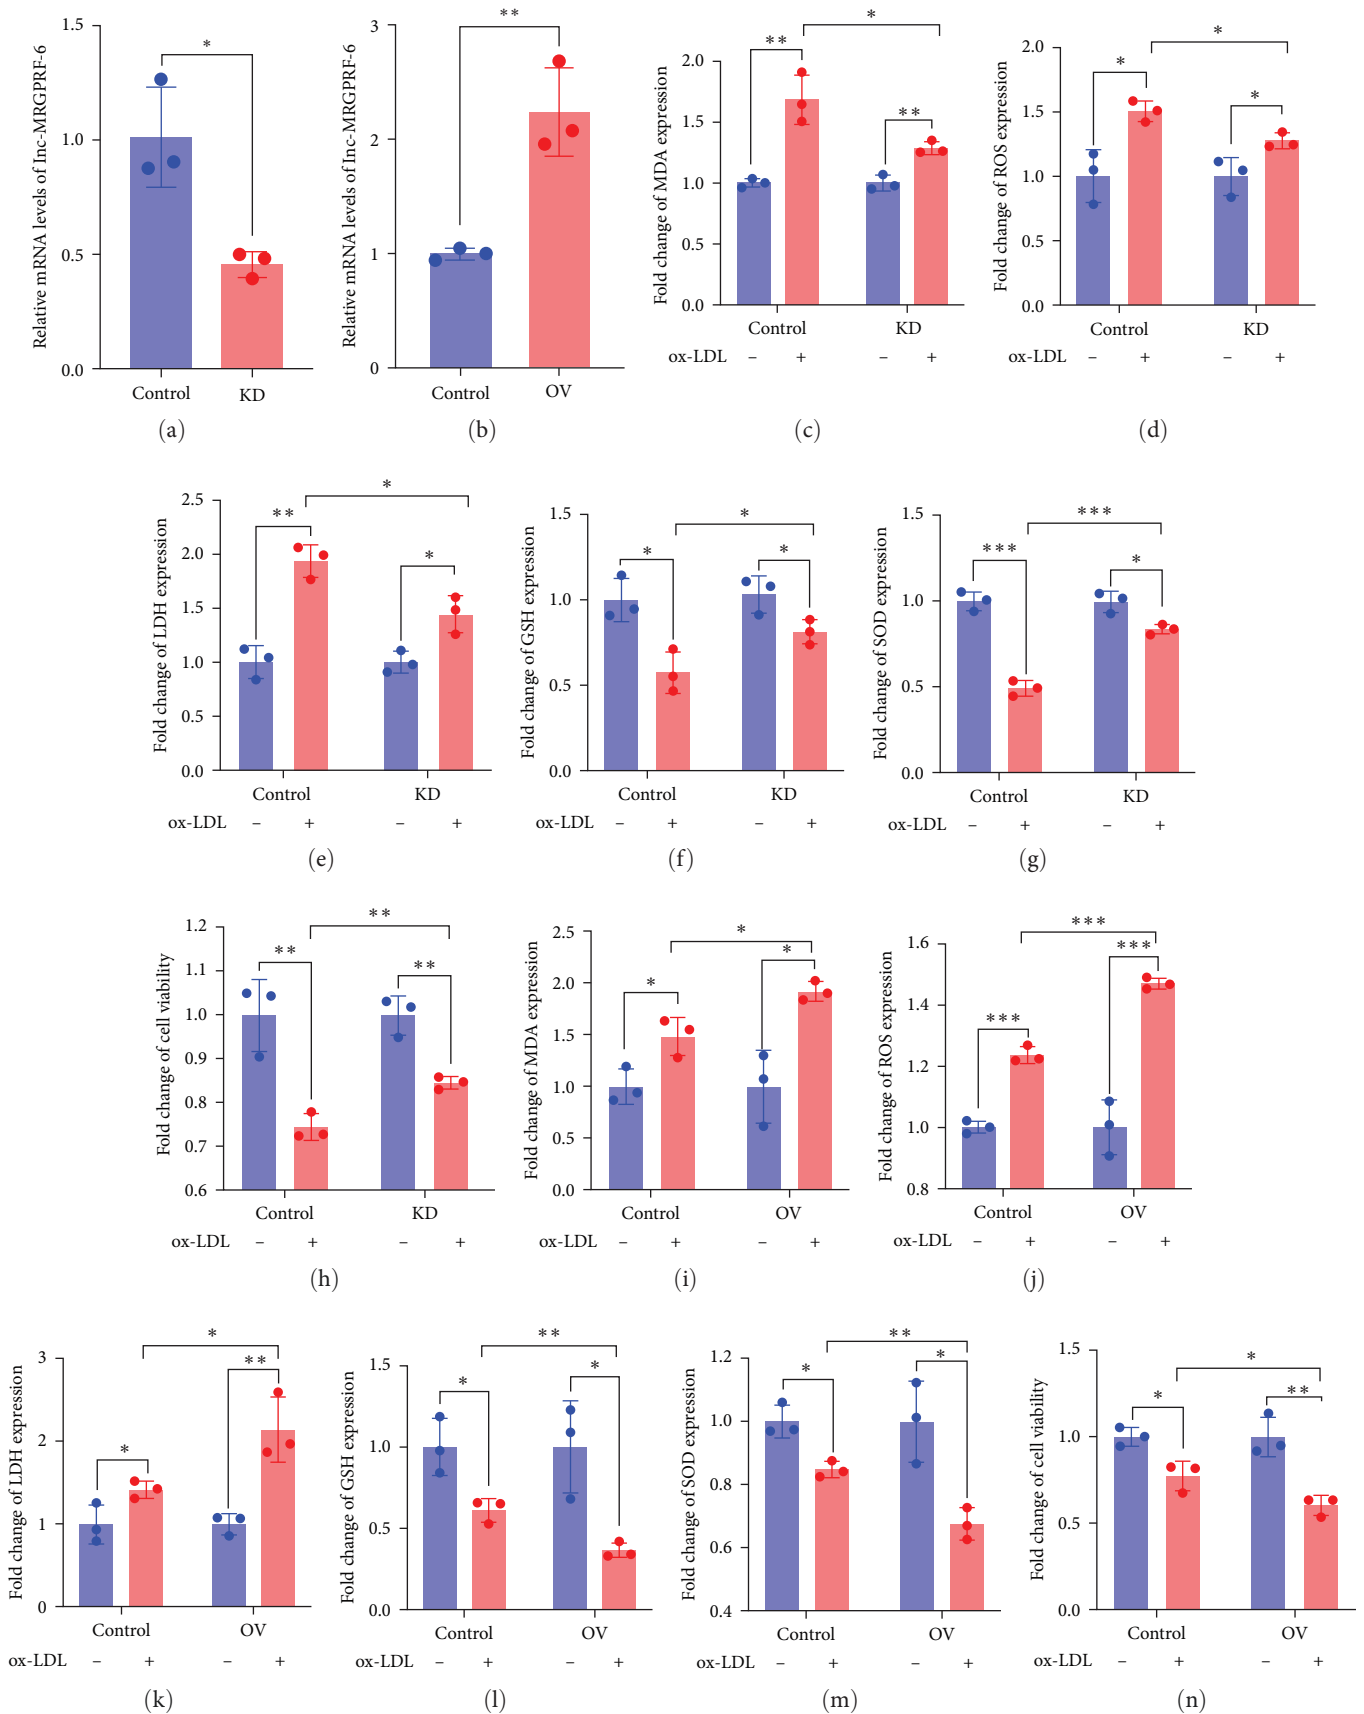 Relative mRNA levels of lnc-MRGPRF-6
1.5
1.0
0.5
0.0
*
Control
KD
(a)
Relative mRNA levels of lnc-MRGPRF-6
3
2
1
0
**
Control
OV
(b)
Fold change of MDA expression
2.0
1.5
1.0
0.5
0.0
*
**
**
Control
KD
ox-LDL – + – +
(c)
Fold change of ROS expression
2.0
1.5
1.0
0.5
0.0
*
*
*
Control
KD
ox-LDL – + – +
(d)
Fold change of LDH expression
2.5
2.0
1.5
1.0
0.5
0.0
*
**
*
Control
KD
ox-LDL – + – +
(e)
Fold change of GSH expression
1.5
1.0
0.5
0.0
*
*
*
Control
KD
ox-LDL – + – +
(f)
Fold change of SOD expression
1.5
1.0
0.5
0.0
***
***
*
Control
KD
ox-LDL – + – +
(g)
Fold change of cell viability
1.2
1.0
1.0
0.9
0.8
0.7
0.6
**
**
**
Control
KD
ox-LDL – + – +
(h)
Fold change of MDA expression
2.5
2.0
1.5
1.0
0.5
0.0
*
*
*
Control
OV
ox-LDL – + – +
(i)
Fold change of ROS expression
1.6
1.4
1.2
1.0
0.8
***
***
***
Control
OV
ox-LDL – + – +
(j)
Fold change of LDH expression
3
2
1
0
*
*
**
Control
OV
ox-LDL – + – +
(k)
Fold change of GSH expression
1.5
1.0
0.5
0.0
**
*
*
Control
OV
ox-LDL – + – +
(l)
Fold change of SOD expression
1.2
1.0
0.8
0.6
0.4
**
*
*
Control
OV
ox-LDL – + – +
(m)
Fold change of cell viability
1.5
1.0
0.5
0.0
*
*
**
Control
OV
ox-LDL – + – +
(n)